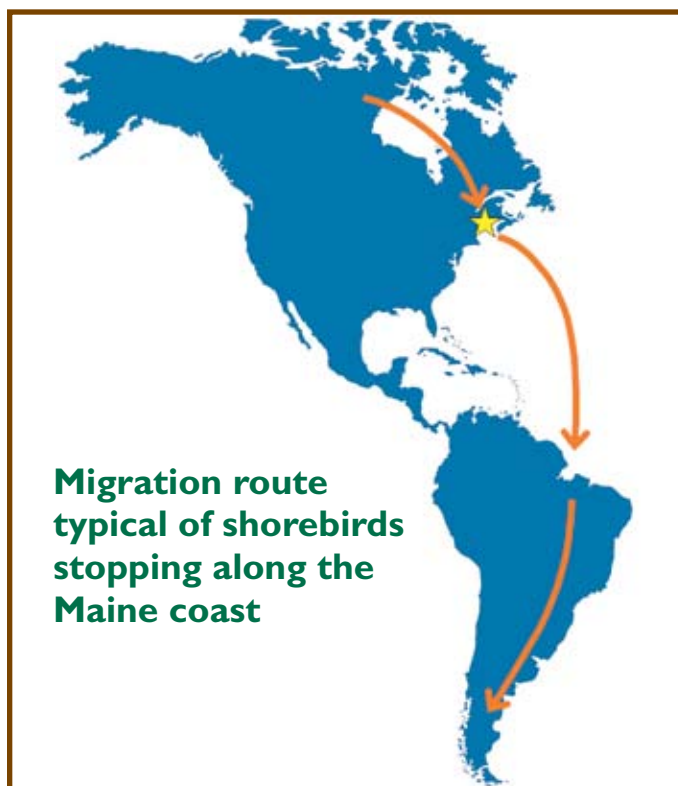 Migration route
typical of shorebirds
stopping along the
Maine coast